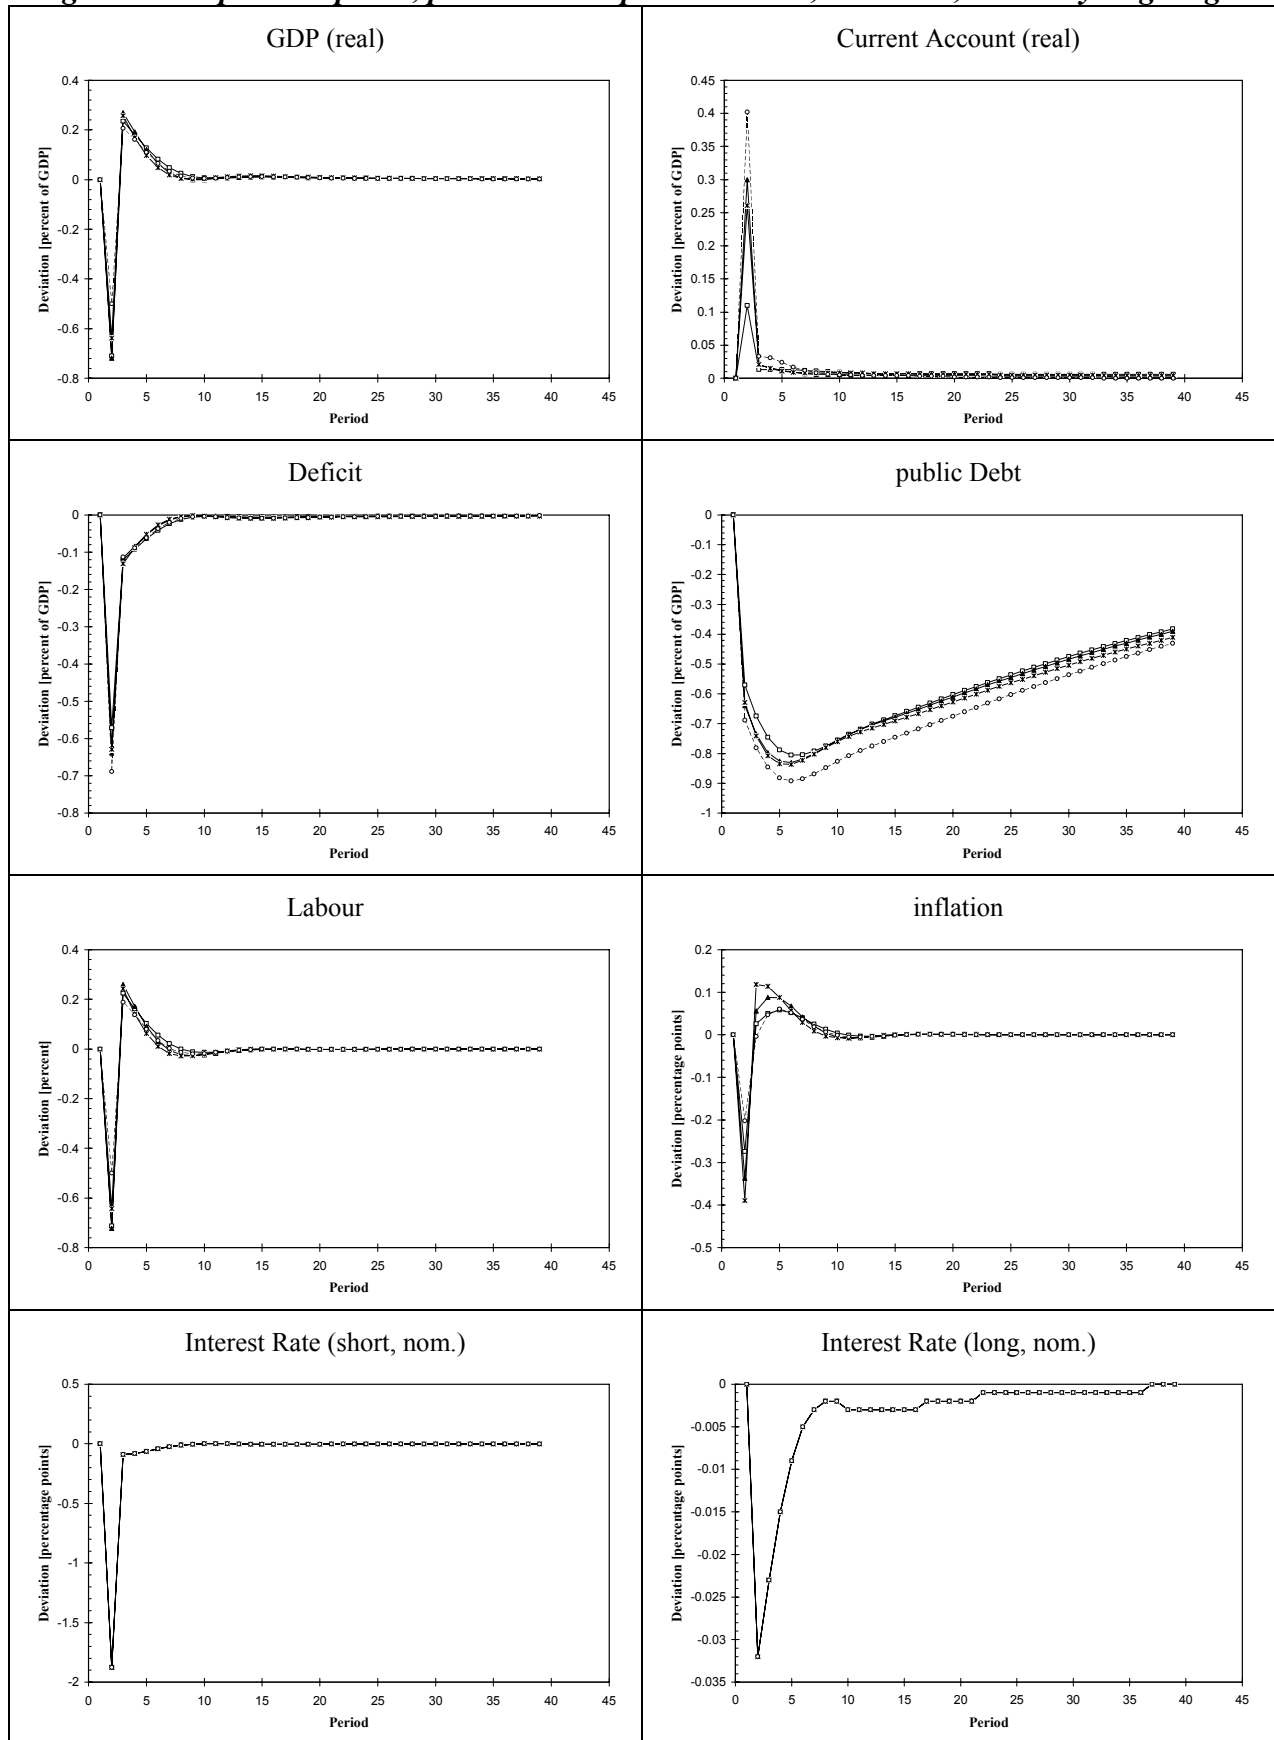 GDP (real)
Deviation [percent of GDP]
0.4
0.2
0
-0.2
-0.4
-0.6
-0.8
0 5 10 15 20 25 30 35 40 45
Period
Current Account (real)
Deviation [percent of GDP]
0.45
0.4
0.35
0.3
0.25
0.2
0.15
0.1
0.05
0
0 5 10 15 20 25 30 35 40 45
Period
Deficit
Deviation [percent of GDP]
0
-0.1
-0.2
-0.3
-0.4
-0.5
-0.6
-0.7
-0.8
0 5 10 15 20 25 30 35 40 45
Period
public Debt
Deviation [percent of GDP]
0
-0.1
-0.2
-0.3
-0.4
-0.5
-0.6
-0.7
-0.8
-0.9
-1
0 5 10 15 20 25 30 35 40 45
Period
Labour
Deviation [percent]
0.4
0.2
0
-0.2
-0.4
-0.6
-0.8
0 5 10 15 20 25 30 35 40 45
Period
inflation
Deviation [percentage points]
0.2
0.1
0
-0.1
-0.2
-0.3
-0.4
-0.5
0 5 10 15 20 25 30 35 40 45
Period
Interest Rate (short, nom.)
Deviation [percentage points]
0.5
0
-0.5
-1
-1.5
-2
0 5 10 15 20 25 30 35 40 45
Period
Interest Rate (long, nom.)
Deviation [percentage points]
0
-0.005
-0.01
-0.015
-0.02
-0.025
-0.03
-0.035
0 5 10 15 20 25 30 35 40 45
Period